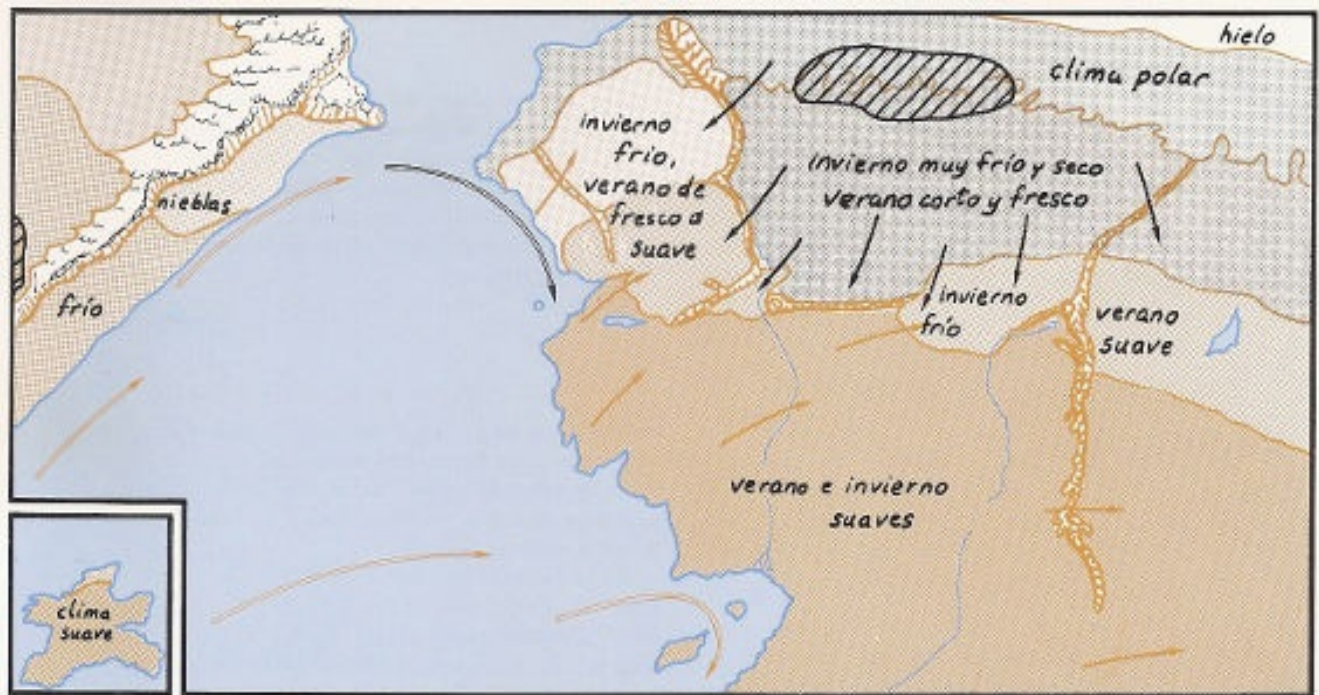 hielo
clima polar
invierno
frío,
verano de
fresco a
suave
invierno muy frío y seco
verano corto y fresco
nieblas
frío
invierno
frío
verano
suave
verano e invierno
suaves
clima
suave